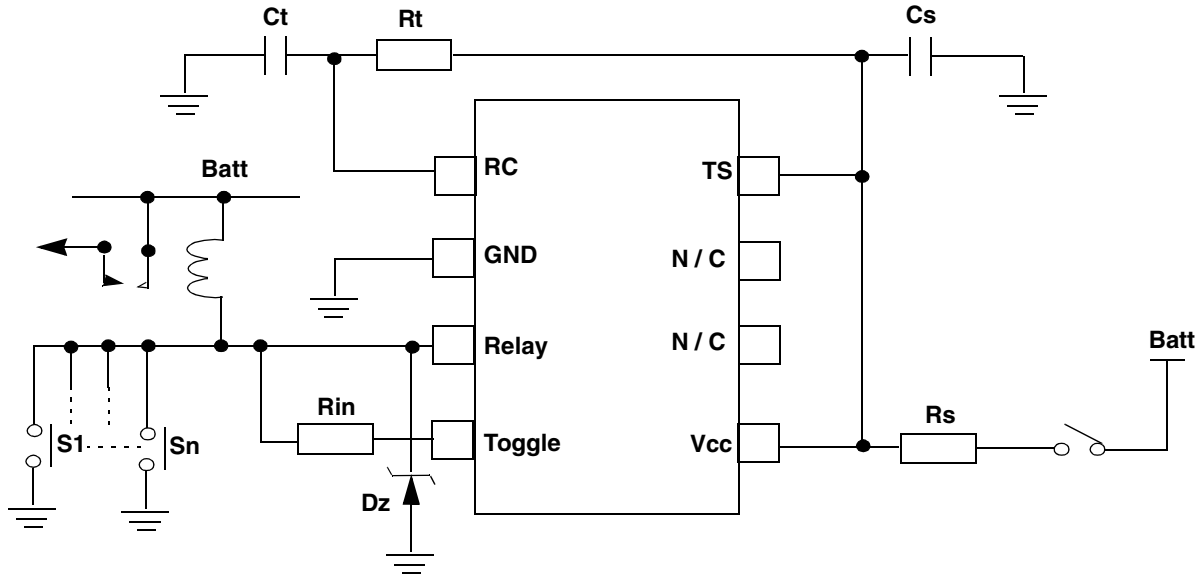 Ct
Rt
Cs
RC
TS
Batt
GND
N / C
Relay
N / C
Batt
S1
Sn
Rin
Toggle
Vcc
Rs
Dz